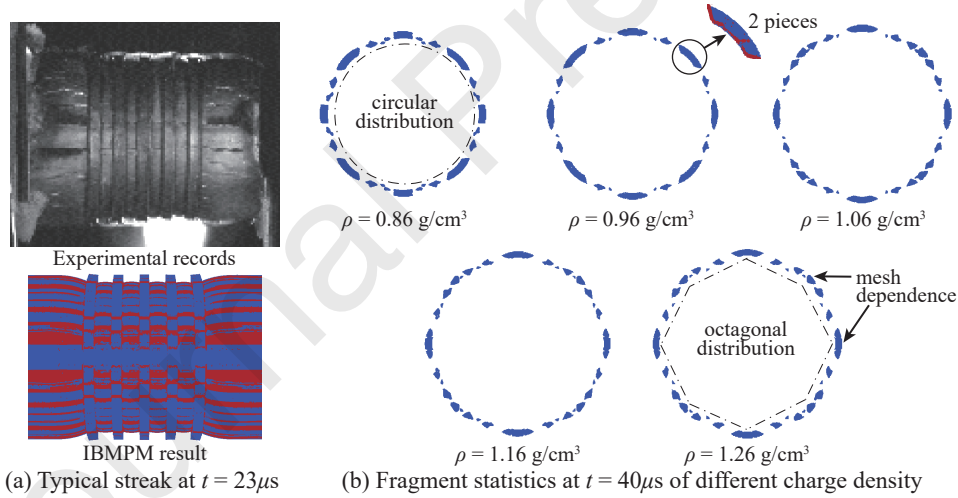 Experimental records
IBMPM result
(a) Typical streak at t = 23μs
2 pieces
circular
distribution
ρ = 0.86 g/cm³
ρ = 0.96 g/cm³
ρ = 1.06 g/cm³
mesh
dependence
octagonal
distribution
ρ = 1.16 g/cm³
ρ = 1.26 g/cm³
(b) Fragment statistics at t = 40μs of different charge density